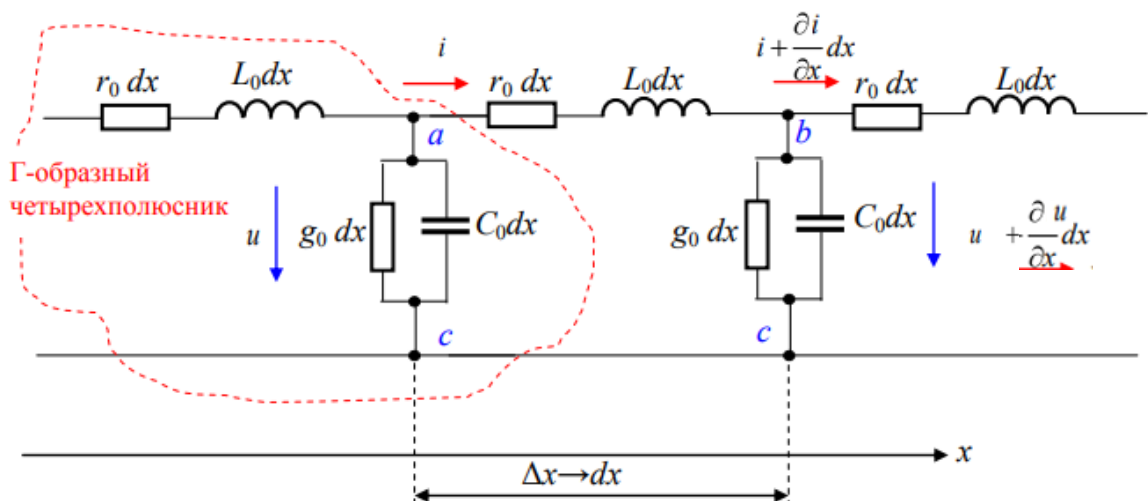 i
i + ∂i/∂x dx
r₀ dx
L₀dx
r₀ dx
L₀dx
r₀ dx
L₀dx
a
b
Г-образный
четырехполюсник
u
g₀ dx
C₀dx
g₀ dx
C₀dx
u + ∂u/∂x dx
c
c
x
Δx→dx